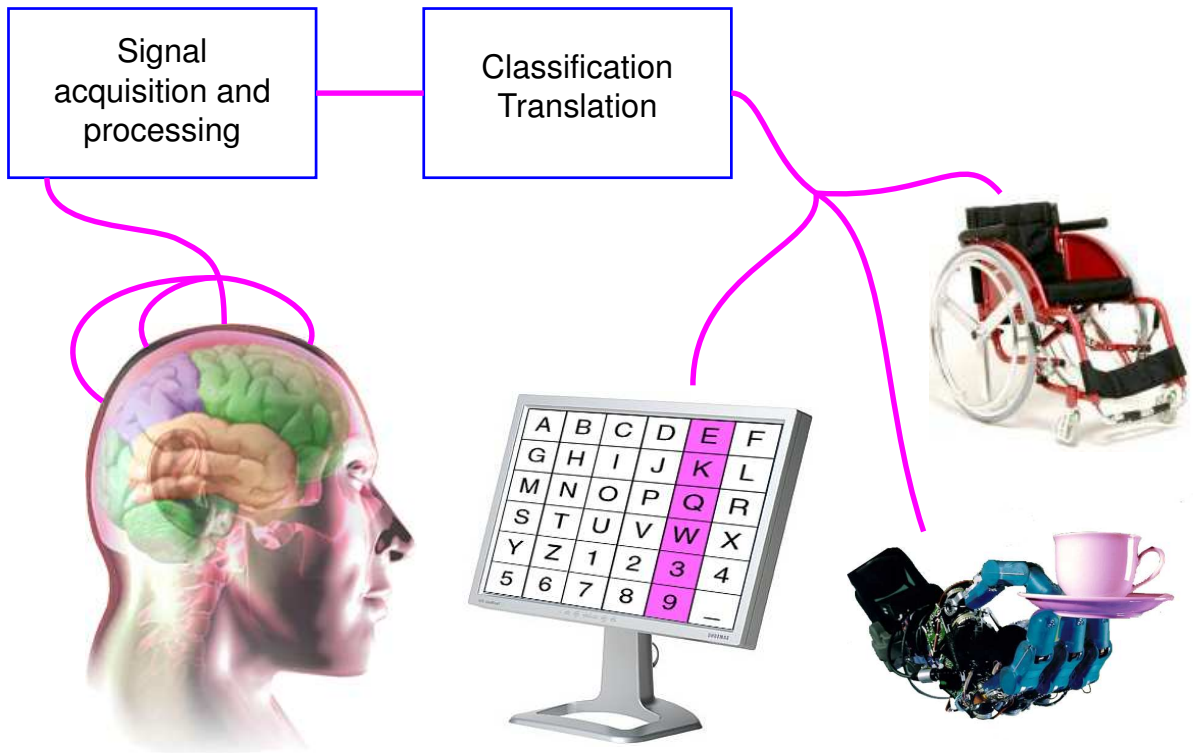 Signal
acquisition and
processing
Classification
Translation
A B C D E F
G H I J K L
M N O P Q R
S T U V W X
Y Z 1 2 3 4
5 6 7 8 9 _